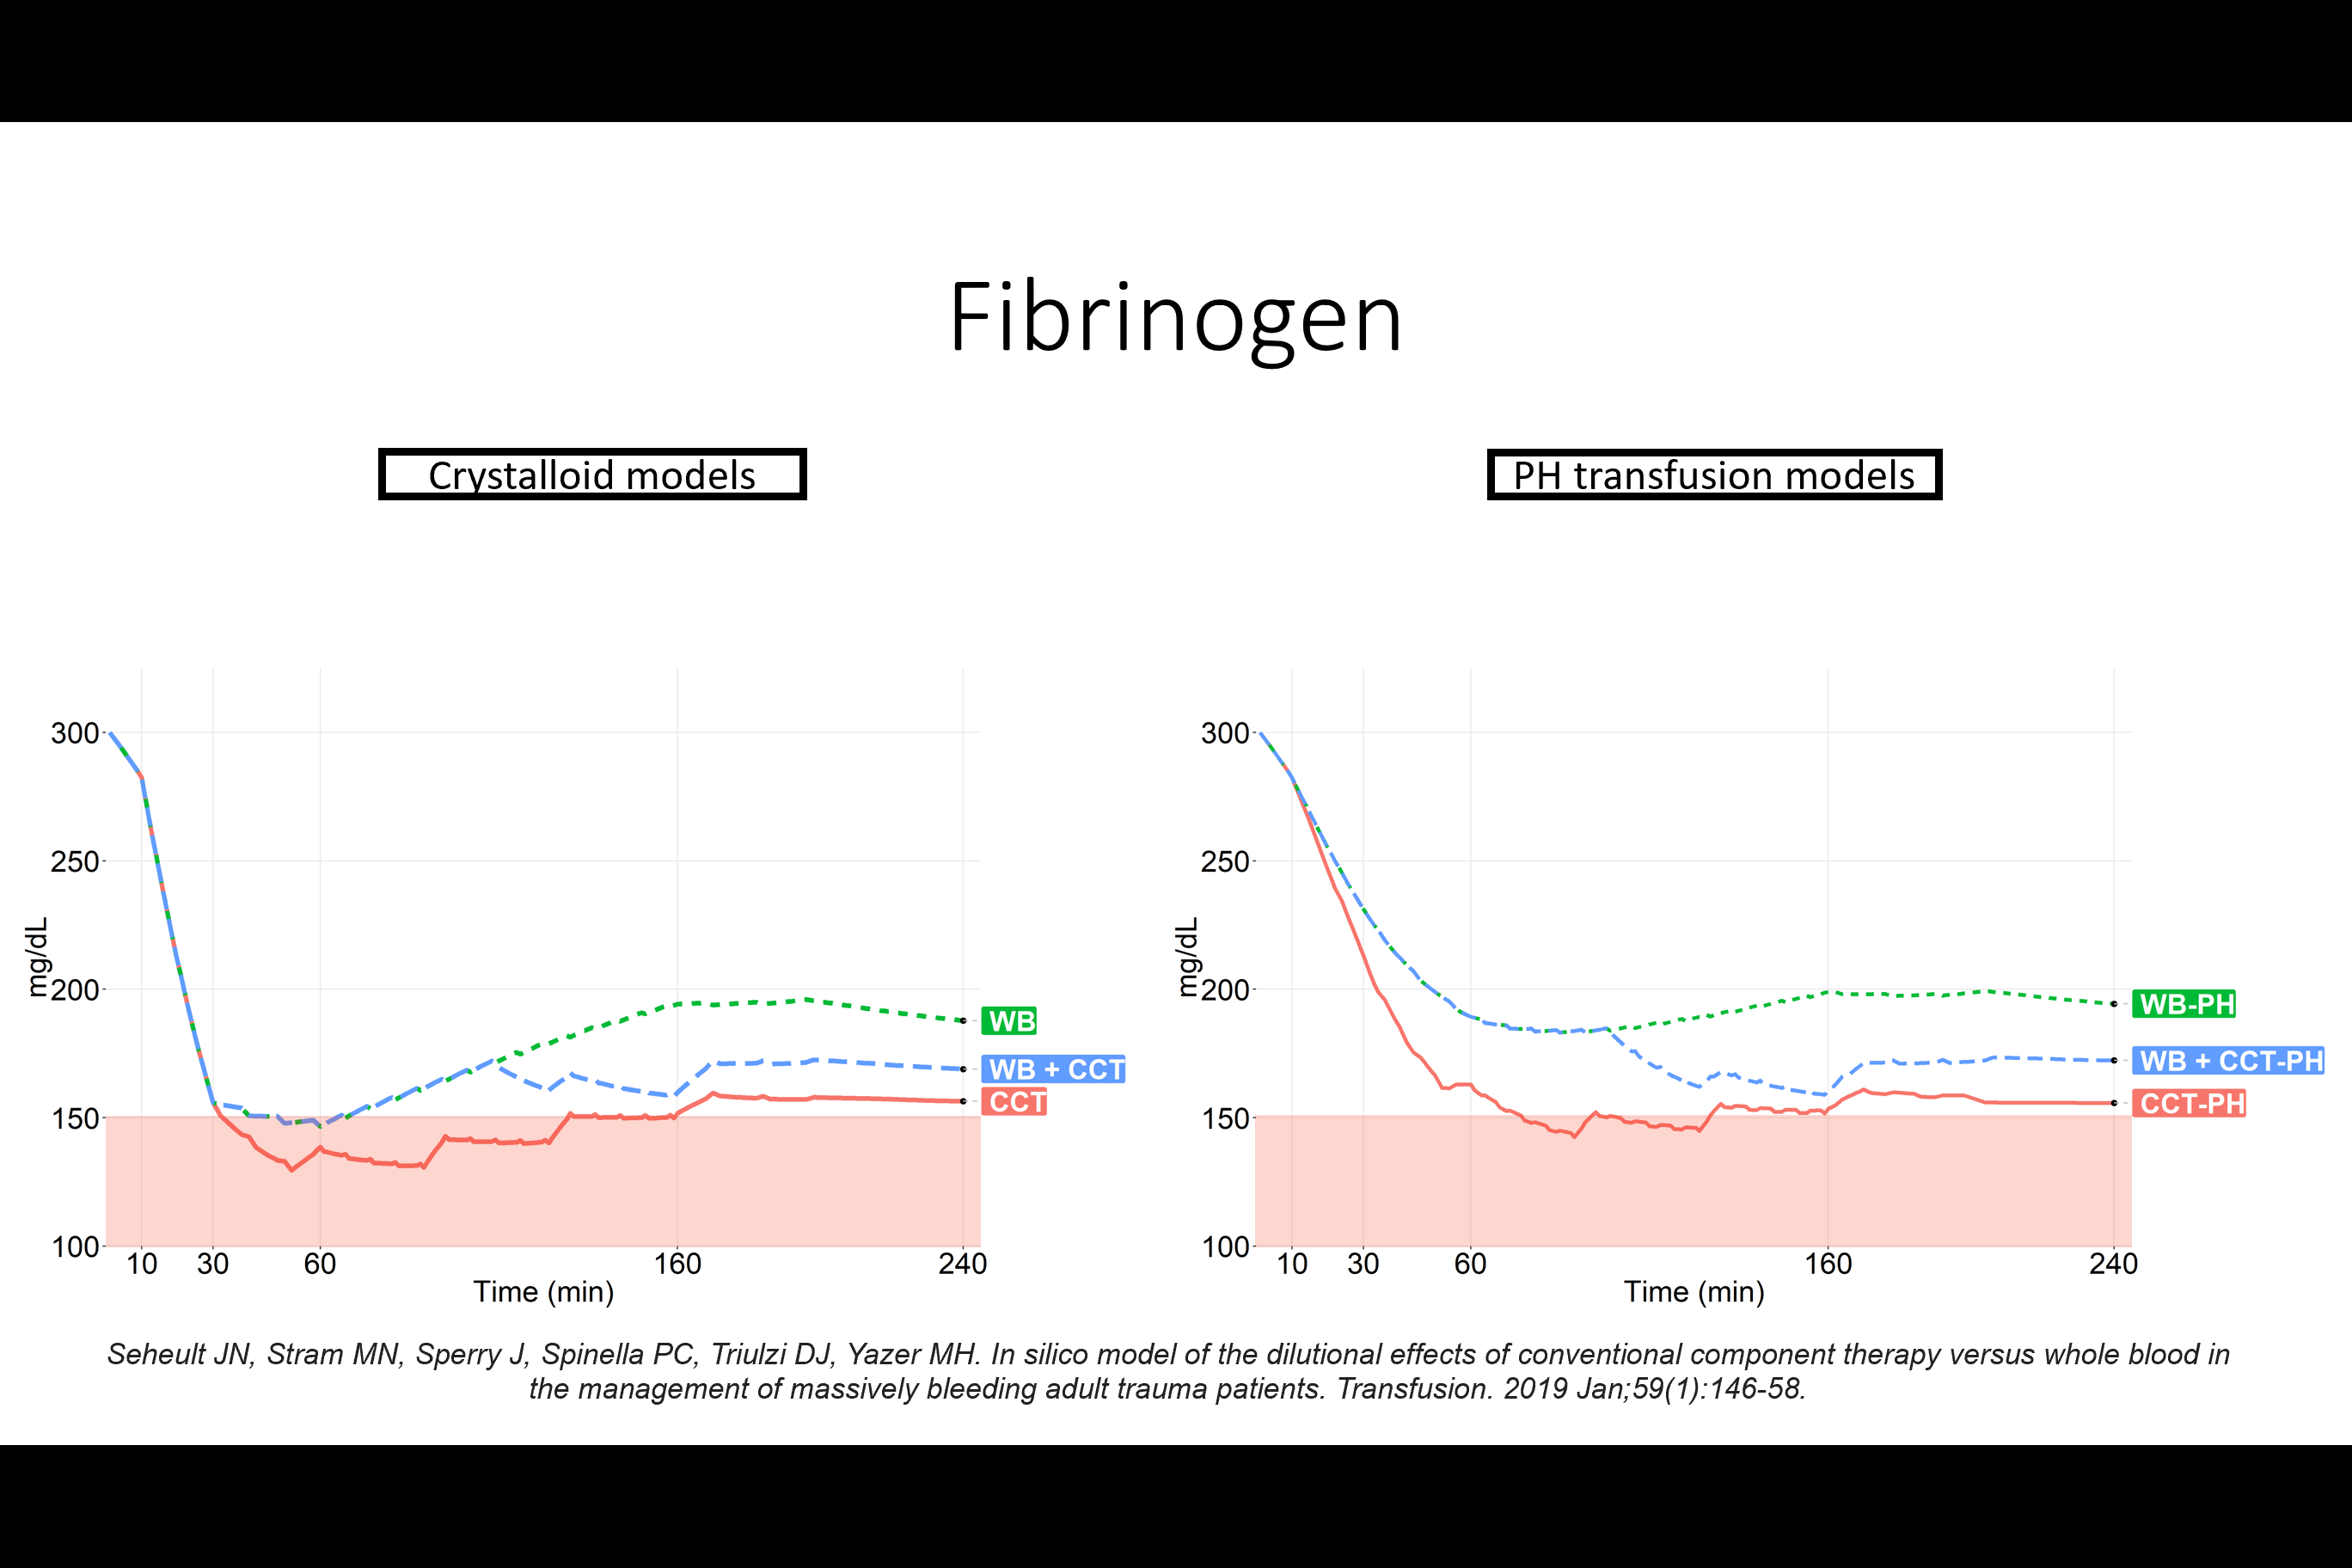 Fibrinogen
Crystalloid models
PH transfusion models
300
250
200
150
100
mg/dL
10 30 60 160 240
Time (min)
WB
WB + CCT
CCT
300
250
200
150
100
mg/dL
10 30 60 160 240
Time (min)
WB-PH
WB + CCT-PH
CCT-PH
Seheult JN, Stram MN, Sperry J, Spinella PC, Triulzi DJ, Yazer MH. In silico model of the dilutional effects of conventional component therapy versus whole blood in
the management of massively bleeding adult trauma patients. Transfusion. 2019 Jan;59(1):146-58.